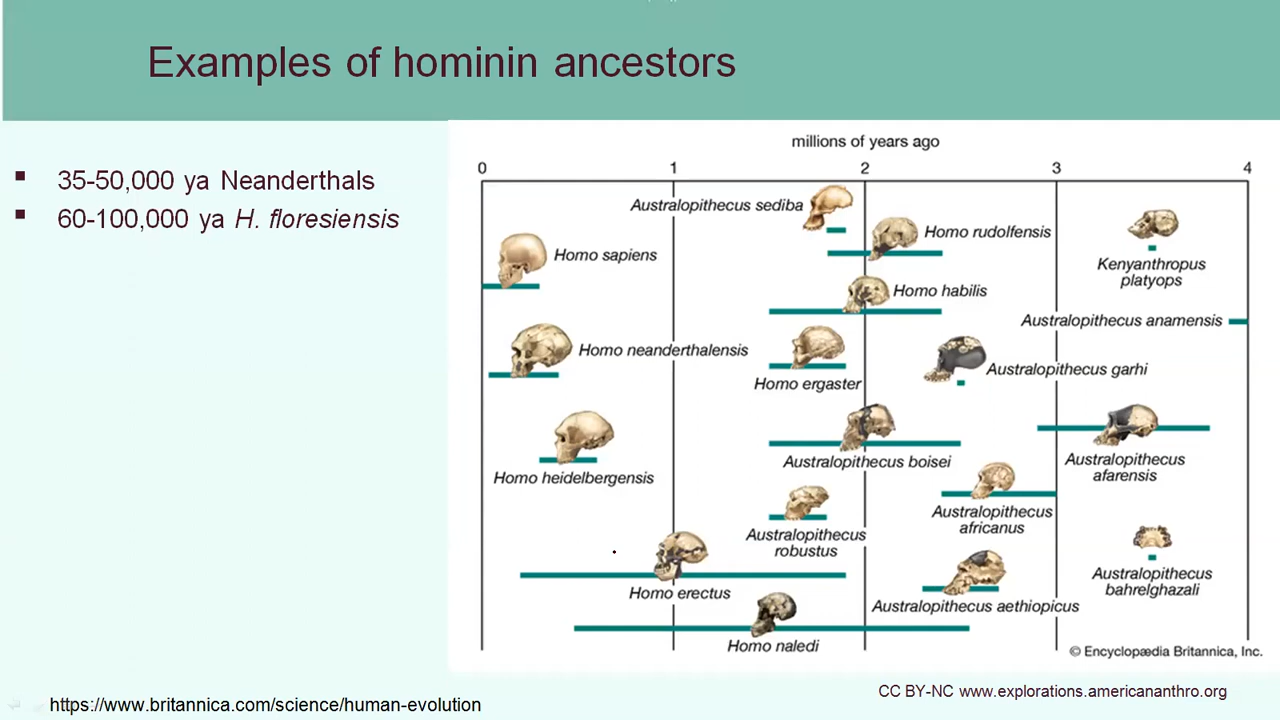 Examples of hominin ancestors
35-50,000 ya Neanderthals
60-100,000 ya H. floresiensis
millions of years ago
0 1 2 3 4
Australopithecus sediba
Homo rudolfensis
Homo sapiens
Kenyanthropus
platyops
Homo habilis
Australopithecus anamensis
Homo neanderthalensis
Homo ergaster
Australopithecus garhi
Australopithecus boisei
Australopithecus
afarensis
Homo heidelbergensis
Australopithecus
africanus
Australopithecus
robustus
Australopithecus
bahrelghazali
Homo erectus
Australopithecus aethiopicus
Homo naledi
© Encyclopædia Britannica, Inc.
CC BY-NC www.explorations.americananthro.org
https://www.britannica.com/science/human-evolution